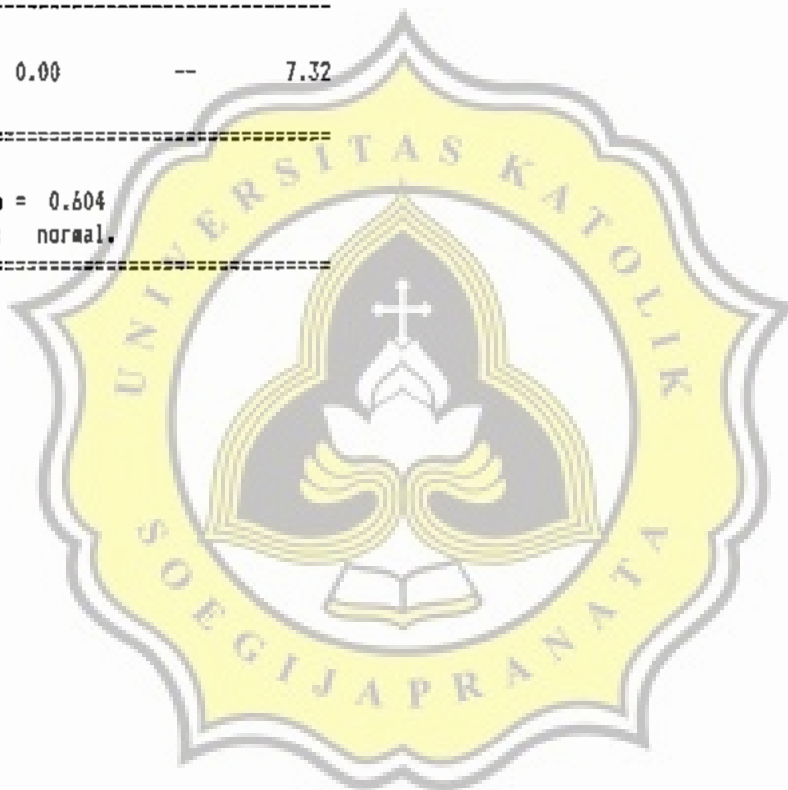 0.00 -- 7.32
= 0.604
normal.
UNIVERSITAS KATOLIK
SOEGIJAPRANATA